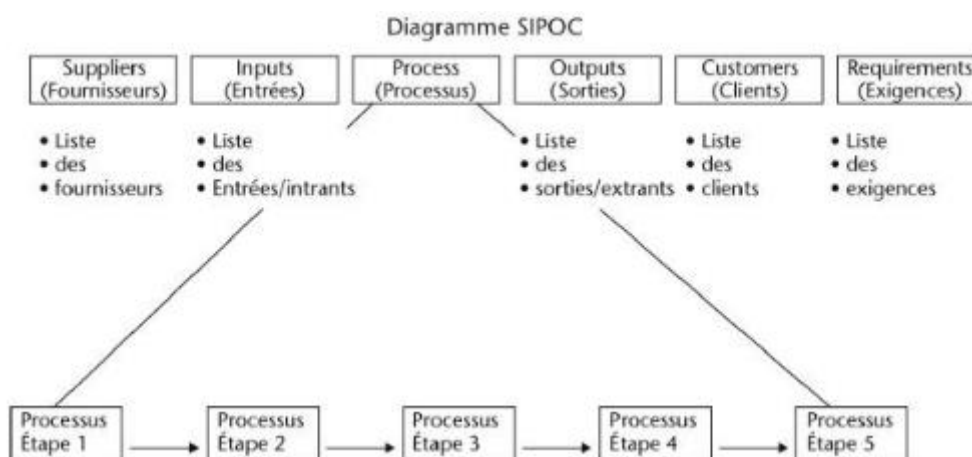 Diagramme SIPOC
Suppliers
(Fournisseurs)
Inputs
(Entrées)
Process
(Processus)
Outputs
(Sorties)
Customers
(Clients)
Requirements
(Exigences)
• Liste
• des
• fournisseurs
• Liste
• des
• Entrées/intrants
• Liste
• des
• sorties/extrants
• Liste
• des
• clients
• Liste
• des
• exigences
Processus
Étape 1
Processus
Étape 2
Processus
Étape 3
Processus
Étape 4
Processus
Étape 5